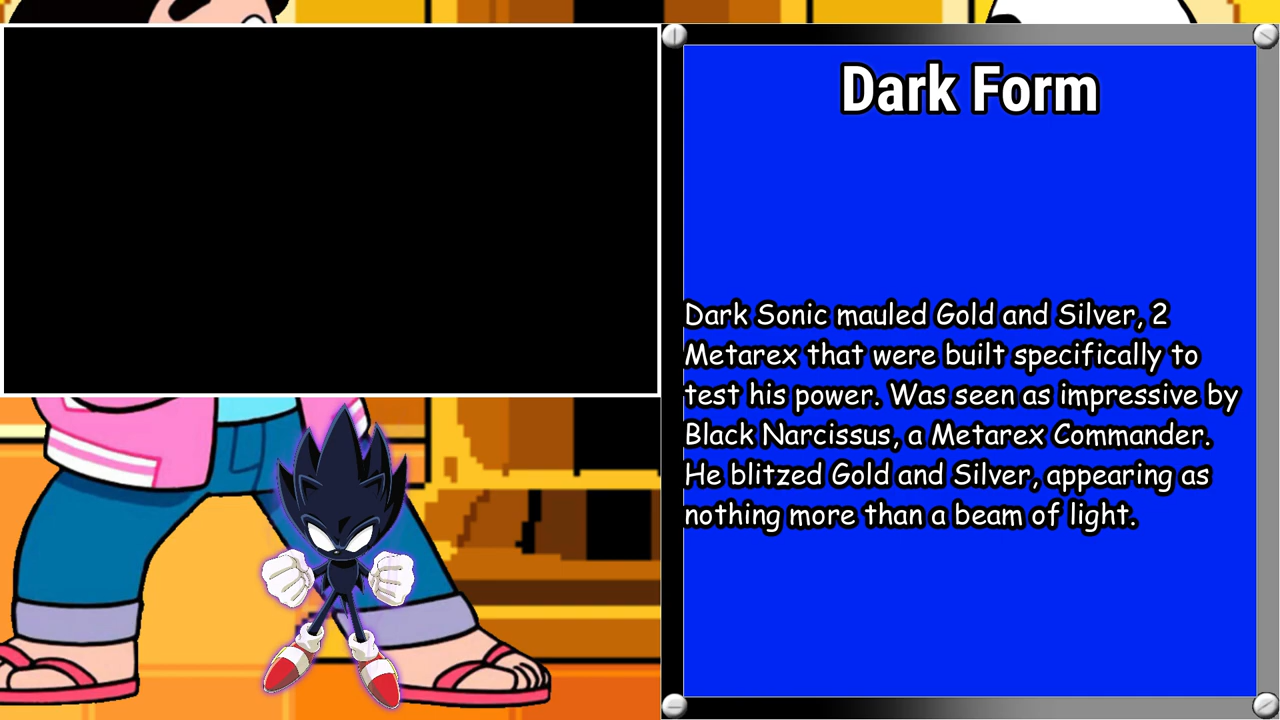 Dark Form
Dark Sonic mauled Gold and Silver, 2
Metarex that were built specifically to
test his power. Was seen as impressive by
Black Narcissus, a Metarex Commander.
He blitzed Gold and Silver, appearing as
nothing more than a beam of light.